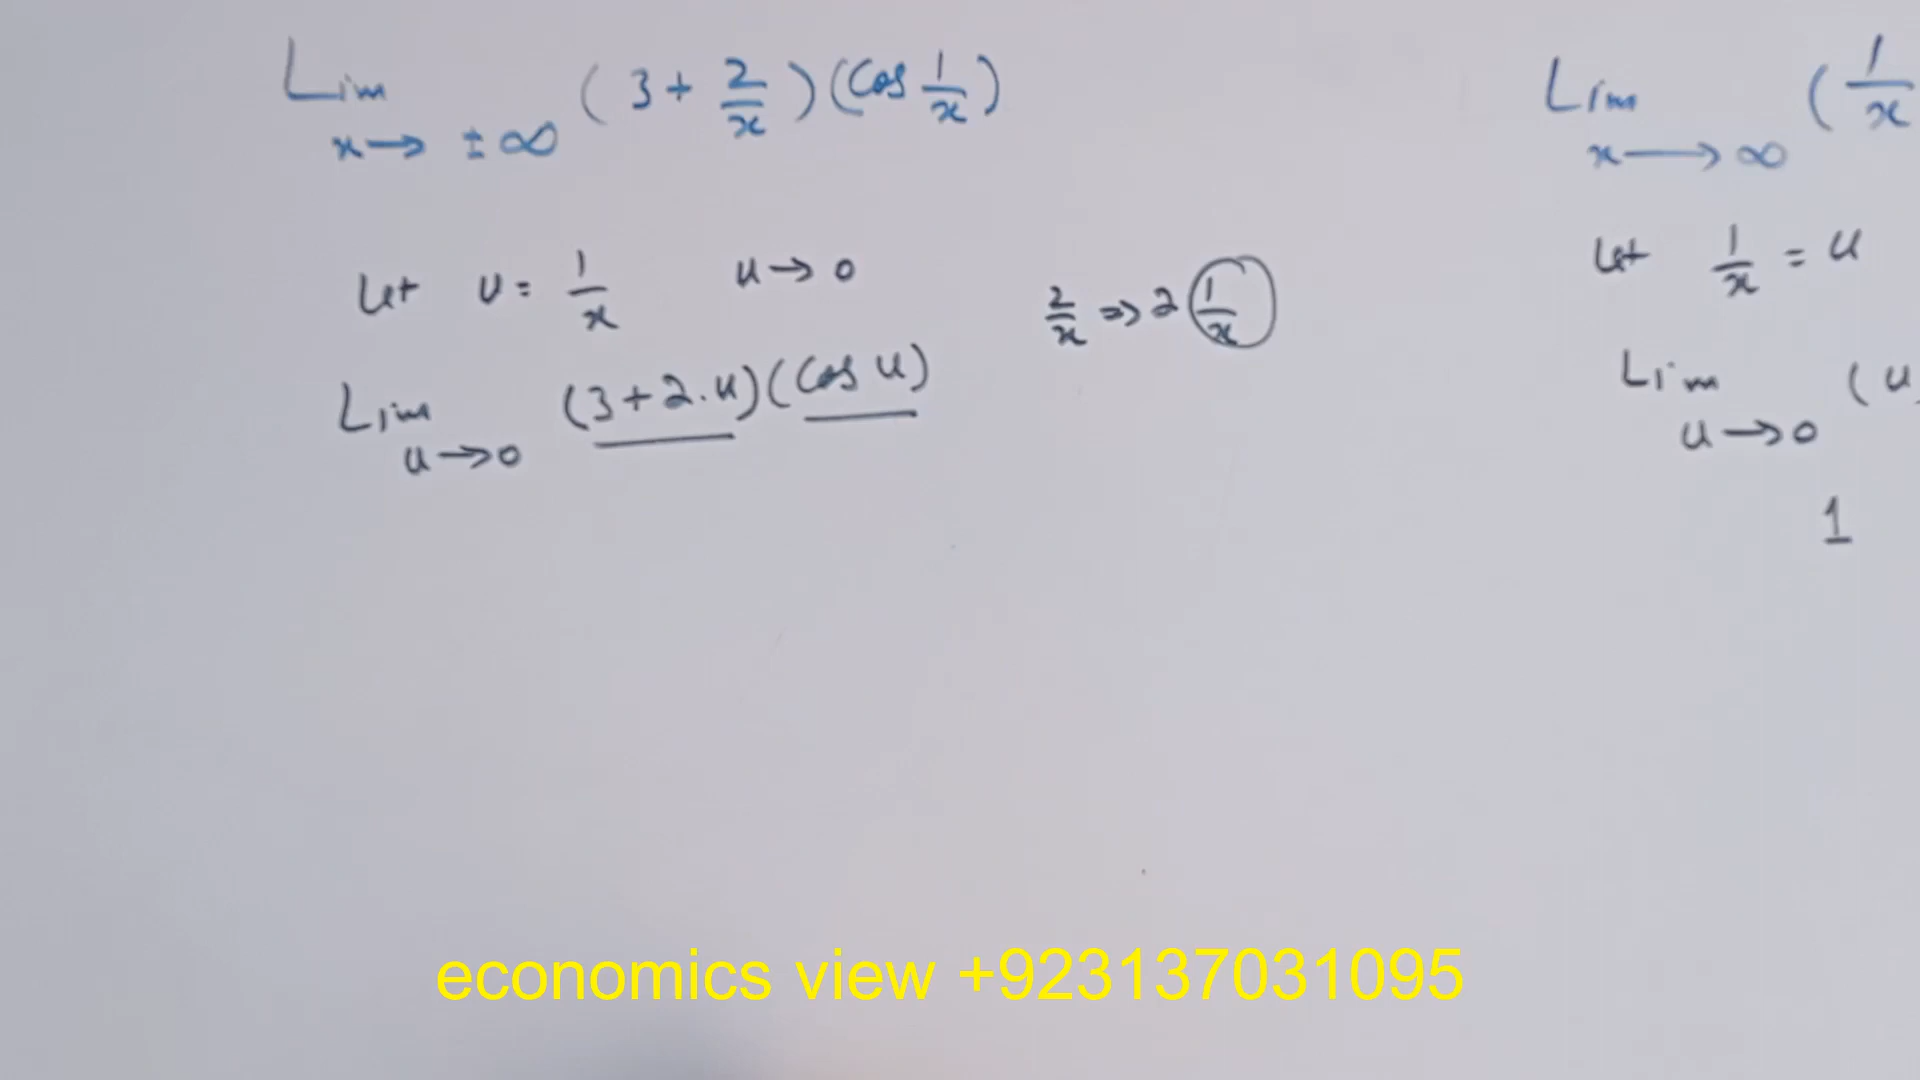 Lim (3 + 2/x)(Cos 1/x)
x → ± ∞
Let u = 1/x u → 0
2/x ⇒ 2 1/x
Lim (3 + 2.u)(Cos u)
u → 0
Lim (1/x
x → ∞
Let 1/x = u
Lim (u
u → 0
1
economics view +923137031095